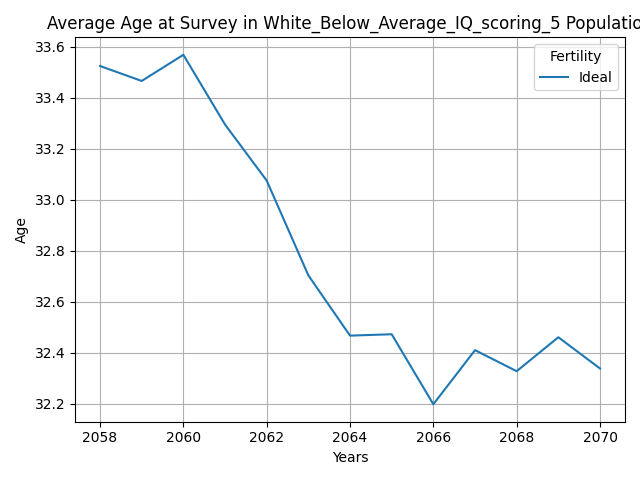 Average Age at Survey in White_Below_Average_IQ_scoring_5 Populatio
33.6
33.4
33.2
33.0
32.8
32.6
32.4
32.2
Age
Fertility
Ideal
2058 2060 2062 2064 2066 2068 2070
Years